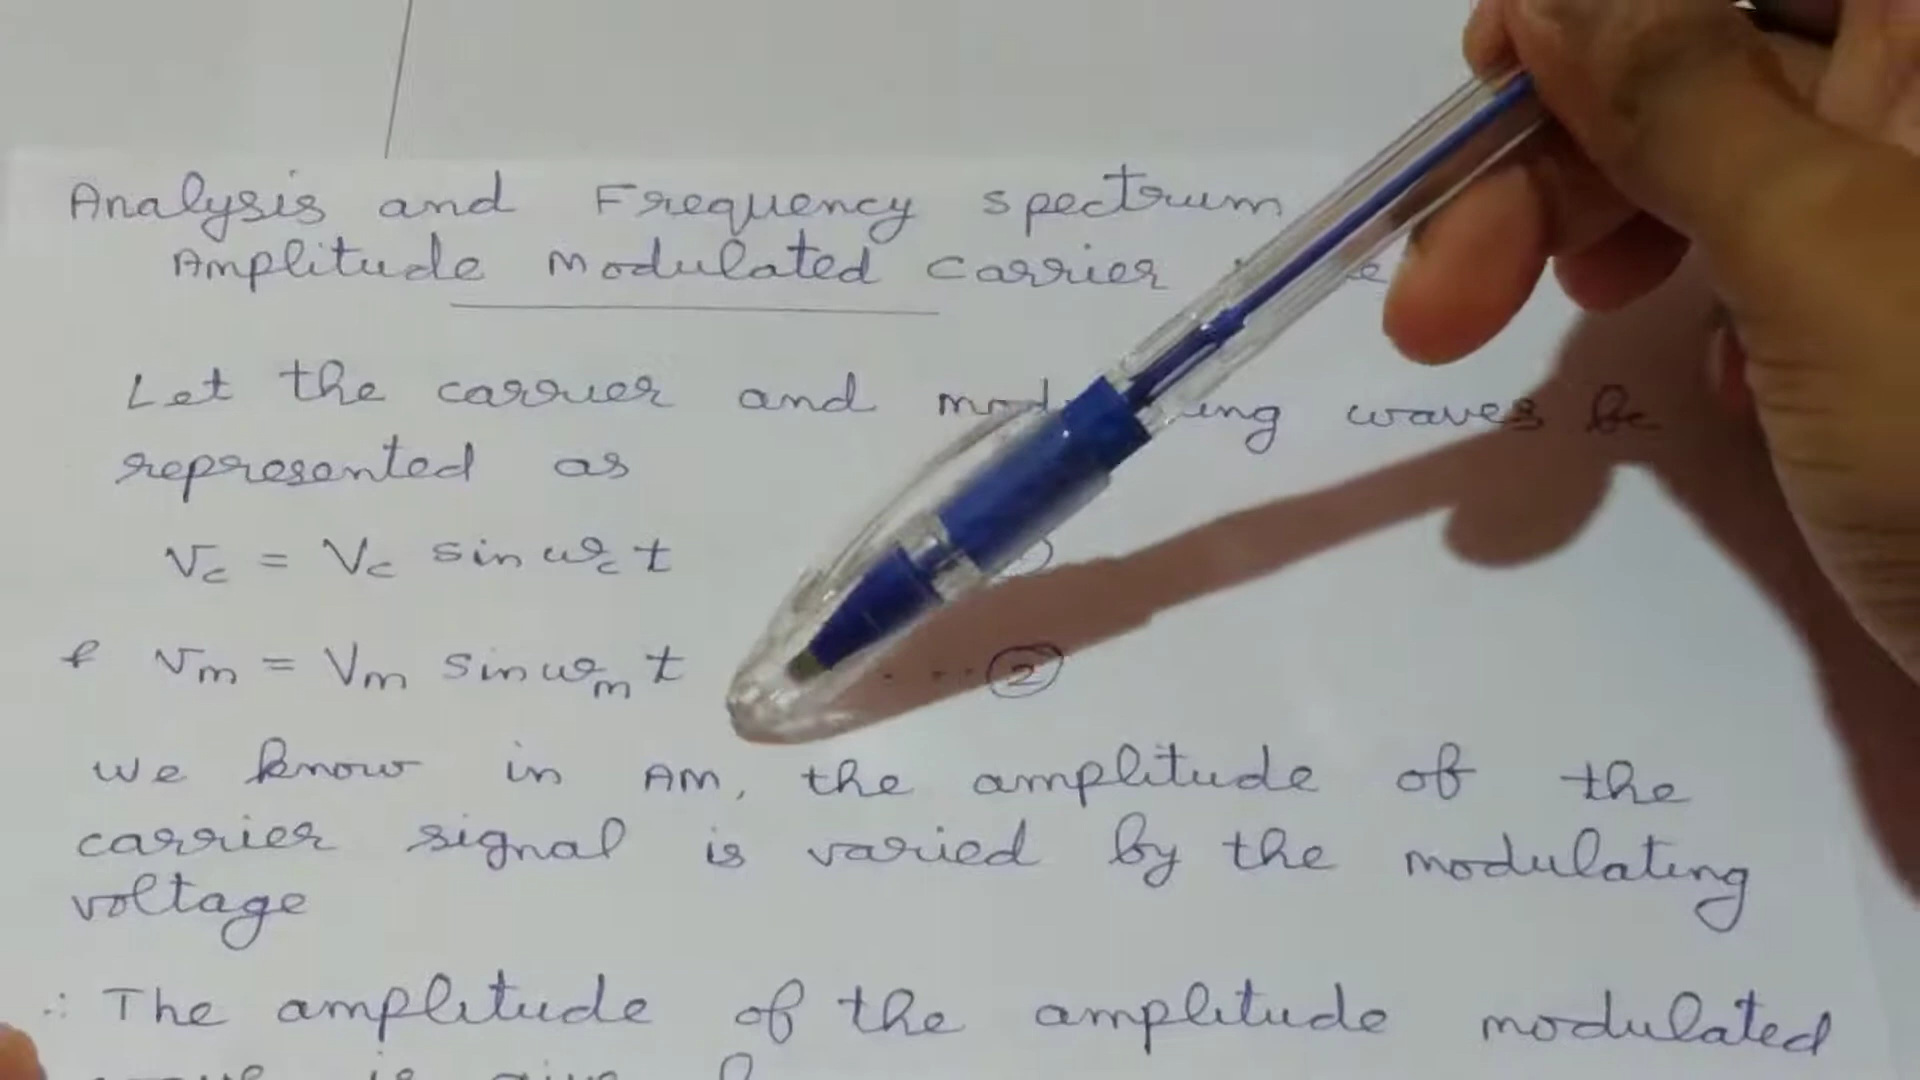 Analysis and Frequency spectrum
Amplitude Modulated carrier
Let the carrier and waves be
represented as
vc = Vc sin wc t
& vm = Vm sin wm t ... ②
we know in AM, the amplitude of the
carrier signal is varied by the modulating
voltage
∴ The amplitude of the amplitude modulated